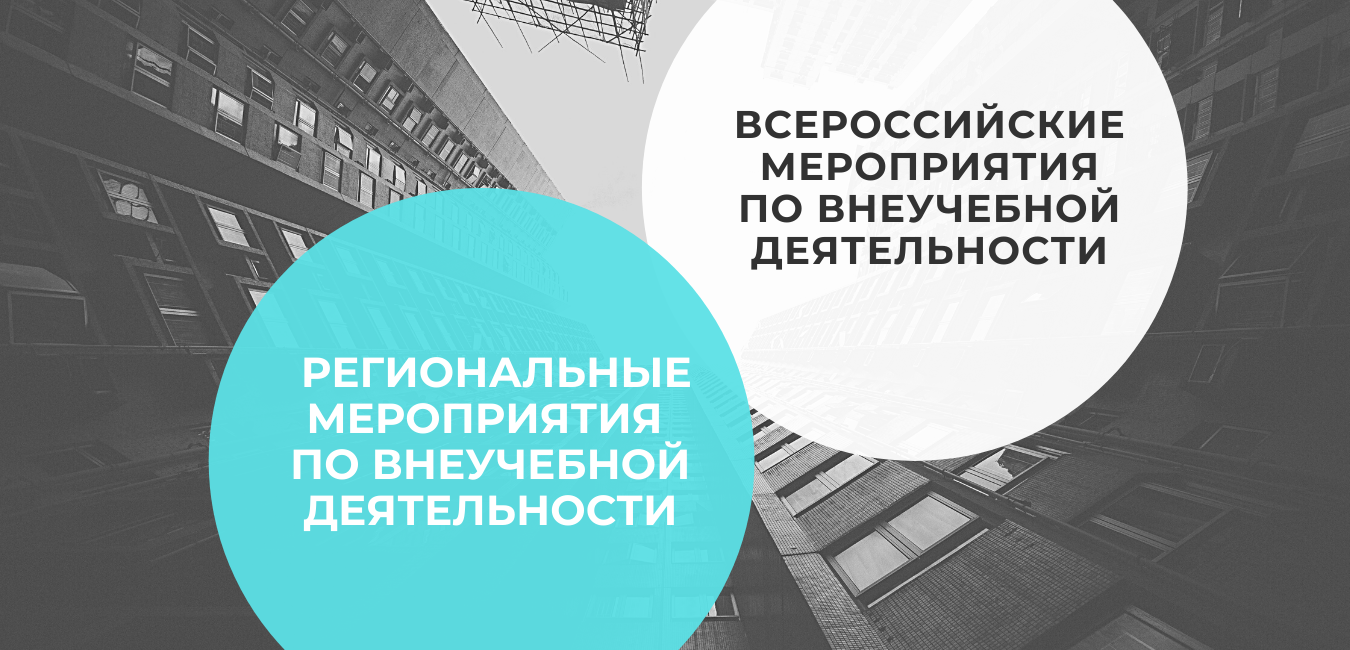 ВСЕРОССИЙСКИЕ
МЕРОПРИЯТИЯ
ПО ВНЕУЧЕБНОЙ
ДЕЯТЕЛЬНОСТИ
РЕГИОНАЛЬНЫЕ
МЕРОПРИЯТИЯ
ПО ВНЕУЧЕБНОЙ
ДЕЯТЕЛЬНОСТИ